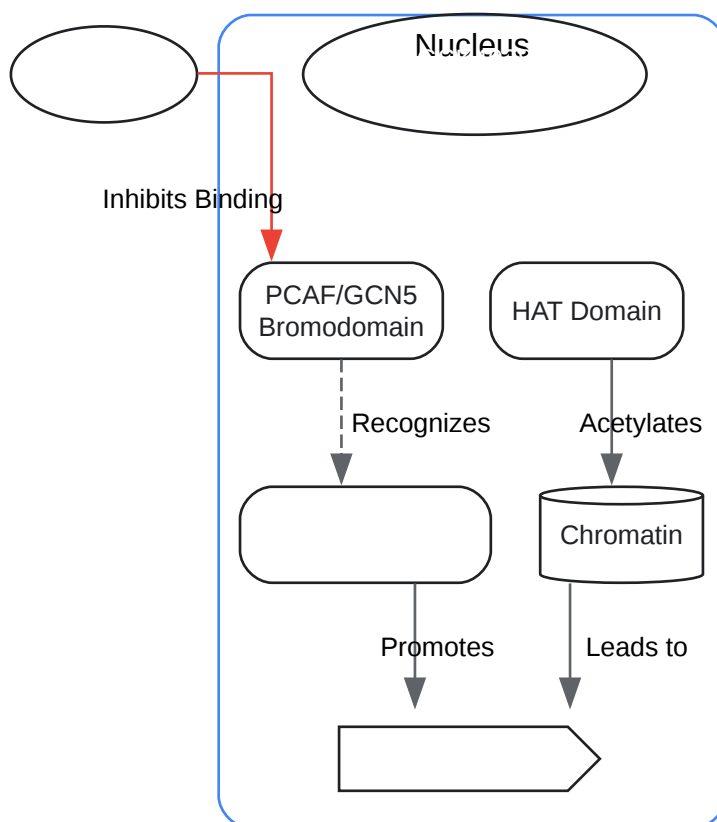 Nucleus
Inhibits Binding
PCAF/GCN5
Bromodomain
HAT Domain
Recognizes
Acetylates
Chromatin
Promotes
Leads to